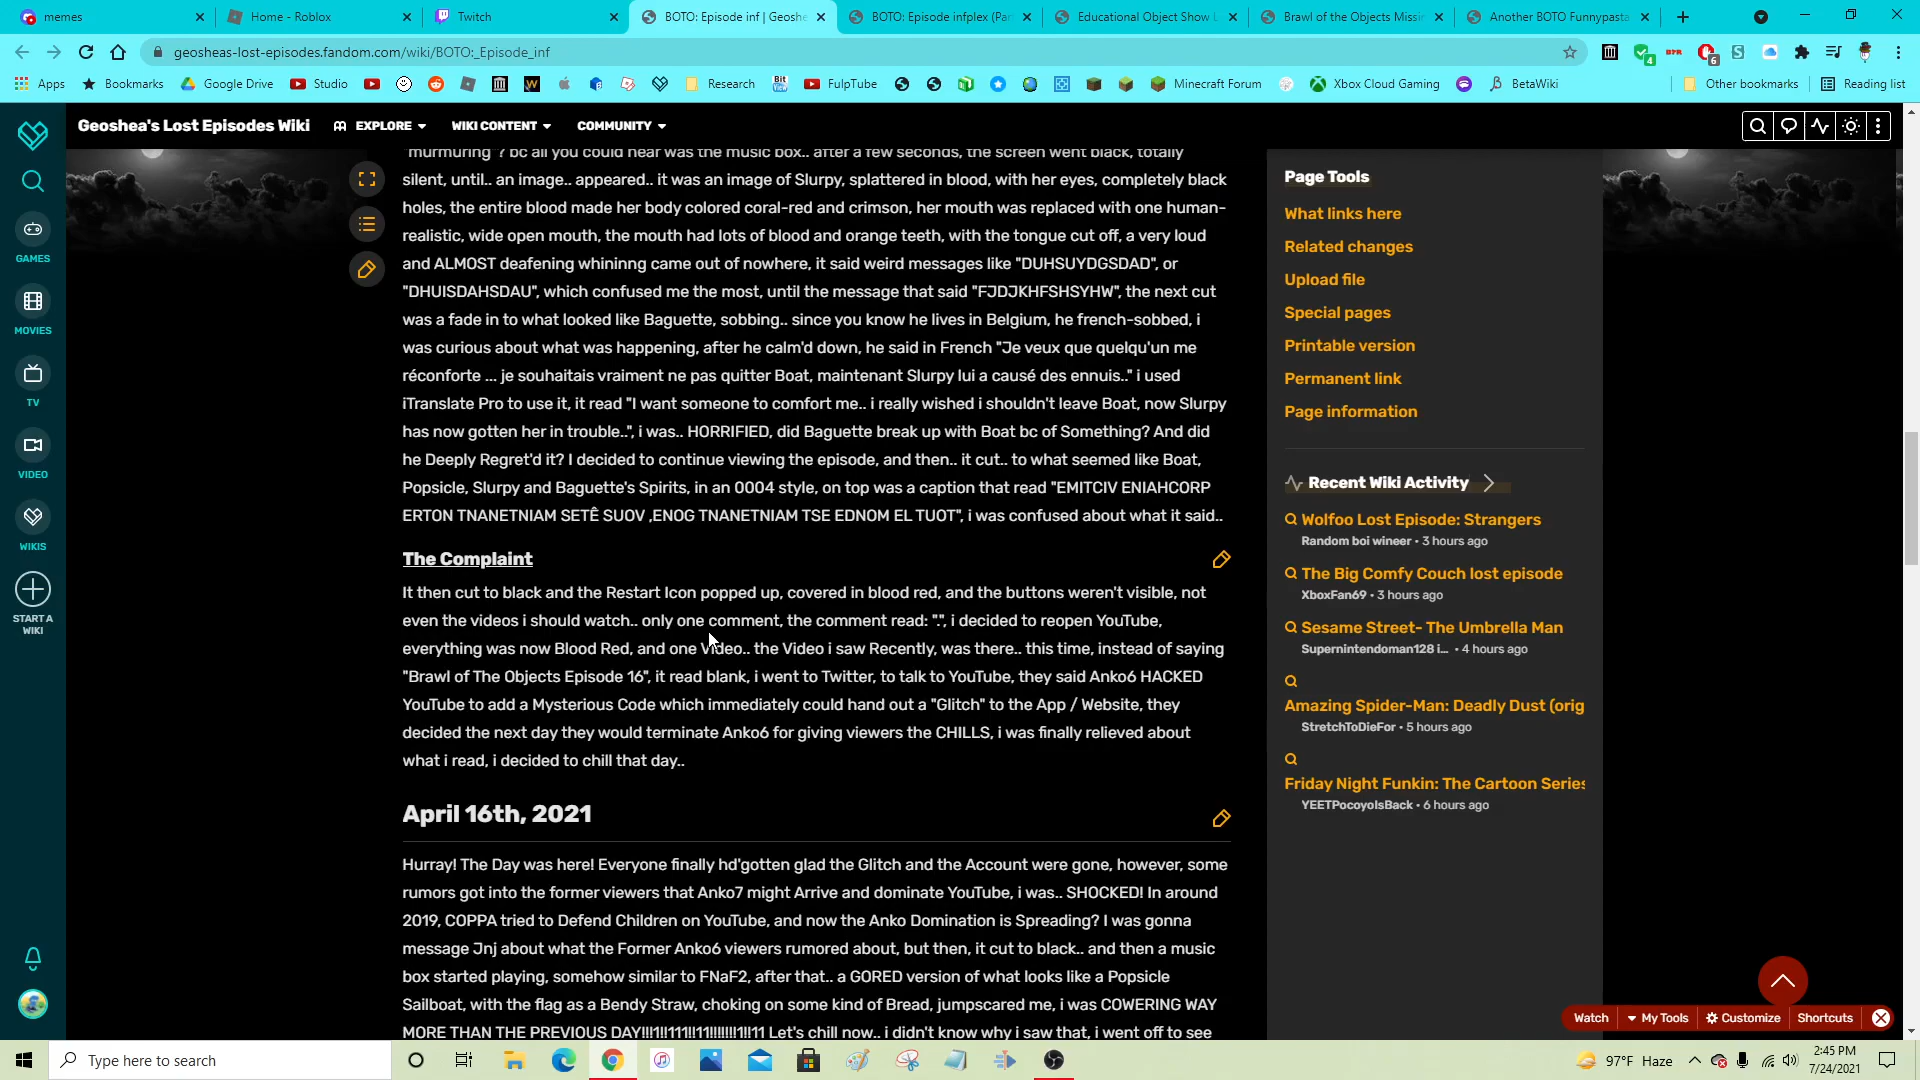 memes
Home - Roblox
Twitch
BOTO: Episode inf | Geoshe
BOTO: Episode infplex (Par
Educational Object Show L
Brawl of the Objects Missi
Another BOTO Funnypasta
geosheas-lost-episodes.fandom.com/wiki/BOTO:_Episode_inf
Apps
Bookmarks
Google Drive
Studio
Research
FulpTube
Minecraft Forum
Xbox Cloud Gaming
BetaWiki
Other bookmarks
Reading list
Geoshea's Lost Episodes Wiki
EXPLORE
WIKI CONTENT
COMMUNITY
GAMES
MOVIES
TV
VIDEO
WIKIS
START A
WIKI
"murmuring"? bc all you could hear was the music box.. after a few seconds, the screen went black, totally
silent, until.. an image.. appeared.. it was an image of Slurpy, splattered in blood, with her eyes, completely black
holes, the entire blood made her body colored coral-red and crimson, her mouth was replaced with one human-
realistic, wide open mouth, the mouth had lots of blood and orange teeth, with the tongue cut off, a very loud
and ALMOST deafening whininng came out of nowhere, it said weird messages like "DUHSUYDGSDAD", or
"DHUISDAHSDAU", which confused me the most, until the message that said "FJDJKHFSHSYHW", the next cut
was a fade in to what looked like Baguette, sobbing.. since you know he lives in Belgium, he french-sobbed, i
was curious about what was happening, after he calm'd down, he said in French "Je veux que quelqu'un me
réconforte ... je souhaitais vraiment ne pas quitter Boat, maintenant Slurpy lui a causé des ennuis.." i used
iTranslate Pro to use it, it read "I want someone to comfort me.. i really wished i shouldn't leave Boat, now Slurpy
has now gotten her in trouble..", i was.. HORRIFIED, did Baguette break up with Boat bc of Something? And did
he Deeply Regret'd it? I decided to continue viewing the episode, and then.. it cut.. to what seemed like Boat,
Popsicle, Slurpy and Baguette's Spirits, in an 0004 style, on top was a caption that read "EMITCIV ENIAHCORP
ERTON TNANETNIAM SETÊ SUOV ,ENOG TNANETNIAM TSE EDNOM EL TUOT", i was confused about what it said..
The Complaint
It then cut to black and the Restart Icon popped up, covered in blood red, and the buttons weren't visible, not
even the videos i should watch.. only one comment, the comment read: ".", i decided to reopen YouTube,
everything was now Blood Red, and one Video.. the Video i saw Recently, was there.. this time, instead of saying
"Brawl of The Objects Episode 16", it read blank, i went to Twitter, to talk to YouTube, they said Anko6 HACKED
YouTube to add a Mysterious Code which immediately could hand out a "Glitch" to the App / Website, they
decided the next day they would terminate Anko6 for giving viewers the CHILLS, i was finally relieved about
what i read, i decided to chill that day..
April 16th, 2021
Hurray! The Day was here! Everyone finally hd'gotten glad the Glitch and the Account were gone, however, some
rumors got into the former viewers that Anko7 might Arrive and dominate YouTube, i was.. SHOCKED! In around
2019, COPPA tried to Defend Children on YouTube, and now the Anko Domination is Spreading? I was gonna
message Jnj about what the Former Anko6 viewers rumored about, but then, it cut to black.. and then a music
box started playing, somehow similar to FNaF2, after that.. a GORED version of what looks like a Popsicle
Sailboat, with the flag as a Bendy Straw, choking on some kind of Bread, jumpscared me, i was COWERING WAY
MORE THAN THE PREVIOUS DAY!!!1!!111!!11!!!!!!!1!!11 Let's chill now.. i didn't know why i saw that, i went off to see
Page Tools
What links here
Related changes
Upload file
Special pages
Printable version
Permanent link
Page information
Recent Wiki Activity
Wolfoo Lost Episode: Strangers
Random boi wineer • 3 hours ago
The Big Comfy Couch lost episode
XboxFan69 • 3 hours ago
Sesame Street- The Umbrella Man
Supernintendoman128 i... • 4 hours ago
Amazing Spider-Man: Deadly Dust (orig
StretchToDieFor • 5 hours ago
Friday Night Funkin: The Cartoon Series
YEETPocoyoIsBack • 6 hours ago
Watch
My Tools
Customize
Shortcuts
Type here to search
97°F Haze
2:45 PM
7/24/2021